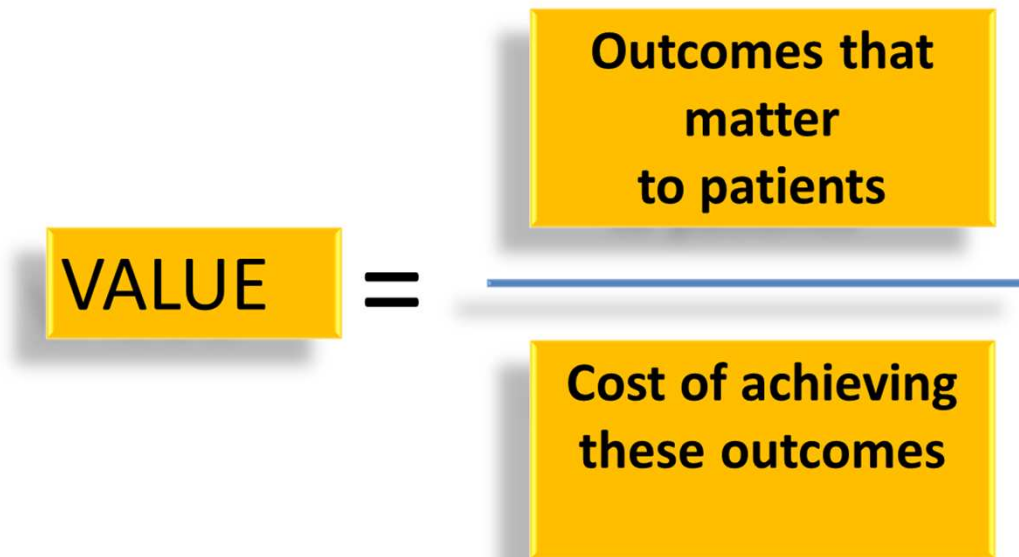 Outcomes that
matter
to patients
VALUE =
Cost of achieving
these outcomes